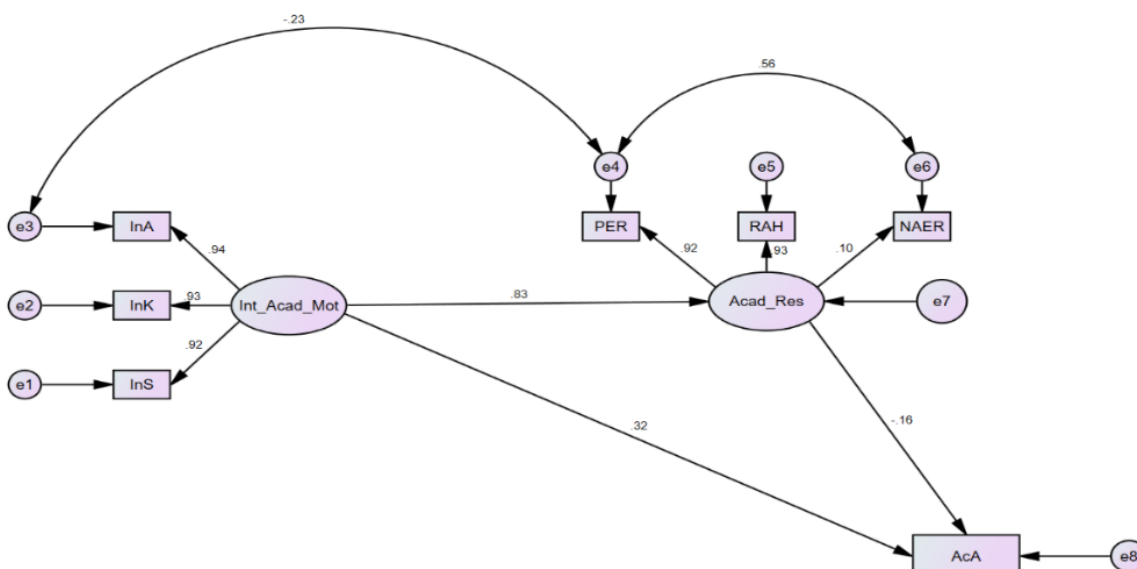 -.23
.56
e4
e5
e6
e3
InA
PER
RAH
NAER
.94
.92
.93
.10
e2
InK
.93
Int_Acad_Mot
.83
Acad_Res
e7
.92
e1
InS
.32
-.16
AcA
e8